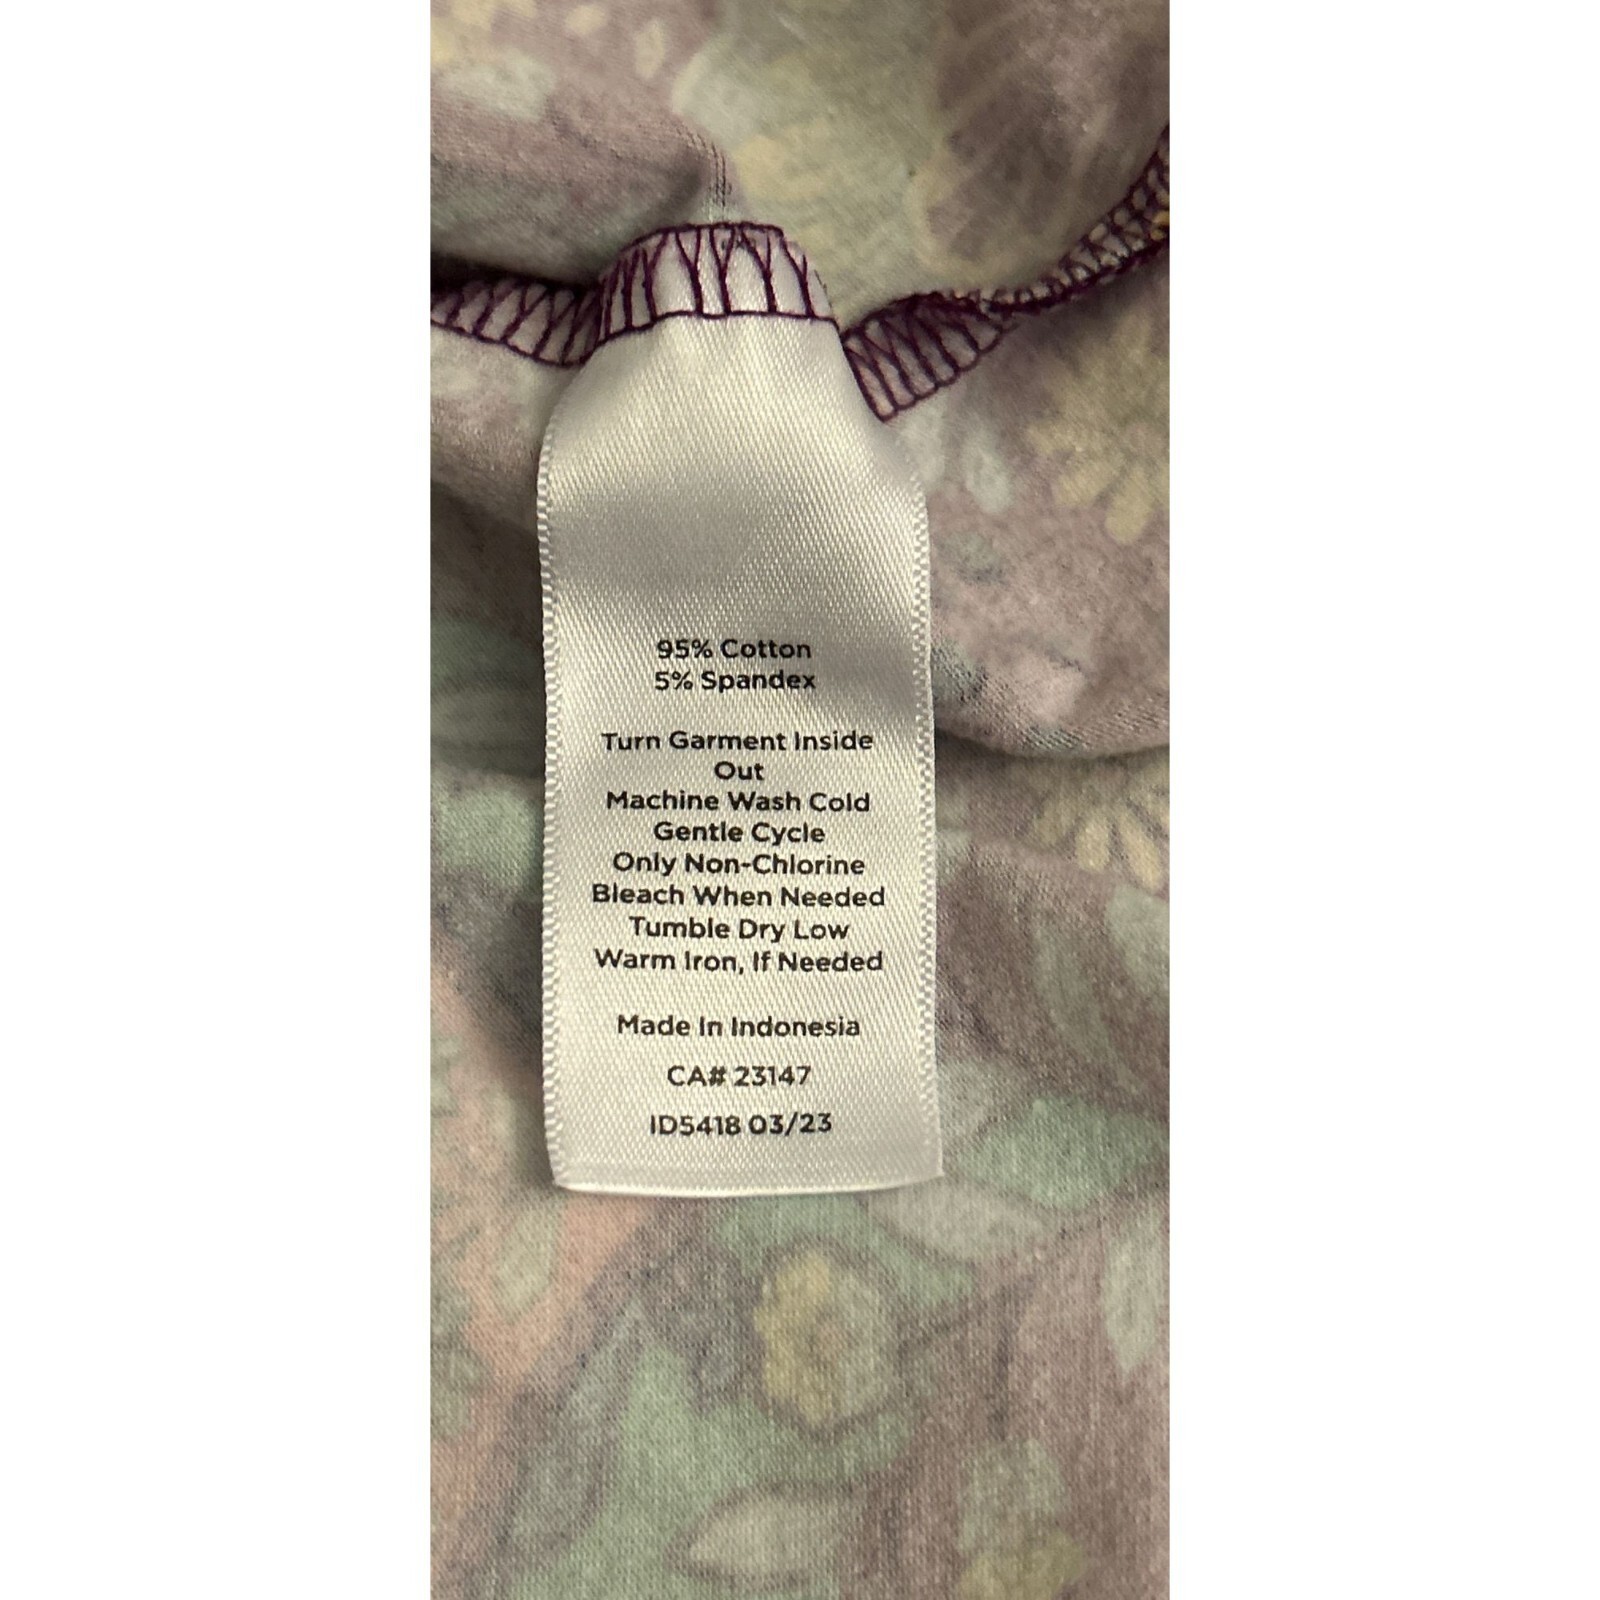 95% Cotton
5% Spandex
Turn Garment Inside
Out
Machine Wash Cold
Gentle Cycle
Only Non-Chlorine
Bleach When Needed
Tumble Dry Low
Warm Iron, If Needed
Made In Indonesia
CA# 23147
ID5418 03/23